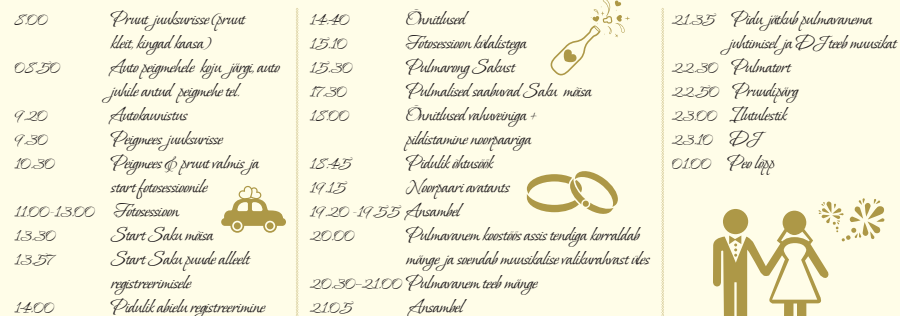 8.00 Pruut juuksurisse (pruut
kleit, kingad kaasa)
08.50 Auto peigmehele koju järgi, auto
juhile antud peigmehe tel.
9.20 Autokaunistus
9.30 Peigmees juuksurisse
10.30 Peigmees & pruut valmis ja
start fotosessioonile
11.00-13.00 Fotosessioon
13.30 Start Saku mõsa
13.57 Start Saku puude alleelt
registreerimisele
14.00 Pidulik abielu registreerimine
14.40 Õnnitlused
15.10 Fotosessioon külalistega
15.30 Pulmarong Sakust
17.30 Pulmalised saabuvad Saku mõsa
18.00 Õnnitlused vahuveiniga +
pildistamine noorpaariga
18.45 Pidulik õhtusöök
19.15 Noorpaari avatants
19.20-19.55 Ansambel
20.00 Pulmavanem koostöös assis tendiga korraldab
mänge ja soendab muusikalise valikurahvast üles
20.30-21.00 Pulmavanem teeb mänge
21.05 Ansambel
21.35 Pidu jätkub pulmavanema
juhtimisel ja DJ teeb muusikat
22.30 Pulmatort
22.50 Pruudipärg
23.00 Ilutulestik
23.10 DJ
01.00 Peo lõpp